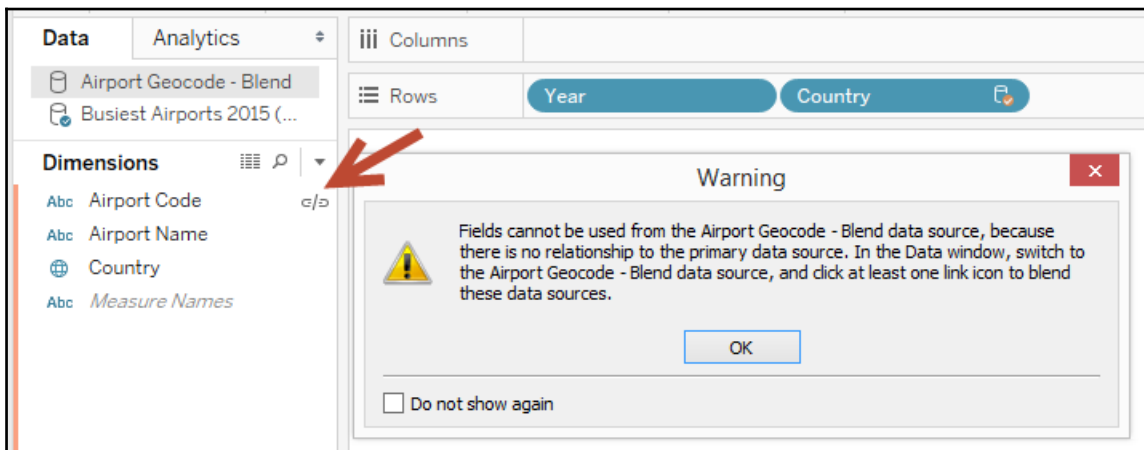 Data Analytics
Airport Geocode - Blend
Busiest Airports 2015 (...
Dimensions
Abc Airport Code
Abc Airport Name
Country
Abc Measure Names
Columns
Rows Year Country
Warning
Fields cannot be used from the Airport Geocode - Blend data source, because
there is no relationship to the primary data source. In the Data window, switch to
the Airport Geocode - Blend data source, and click at least one link icon to blend
these data sources.
OK
Do not show again